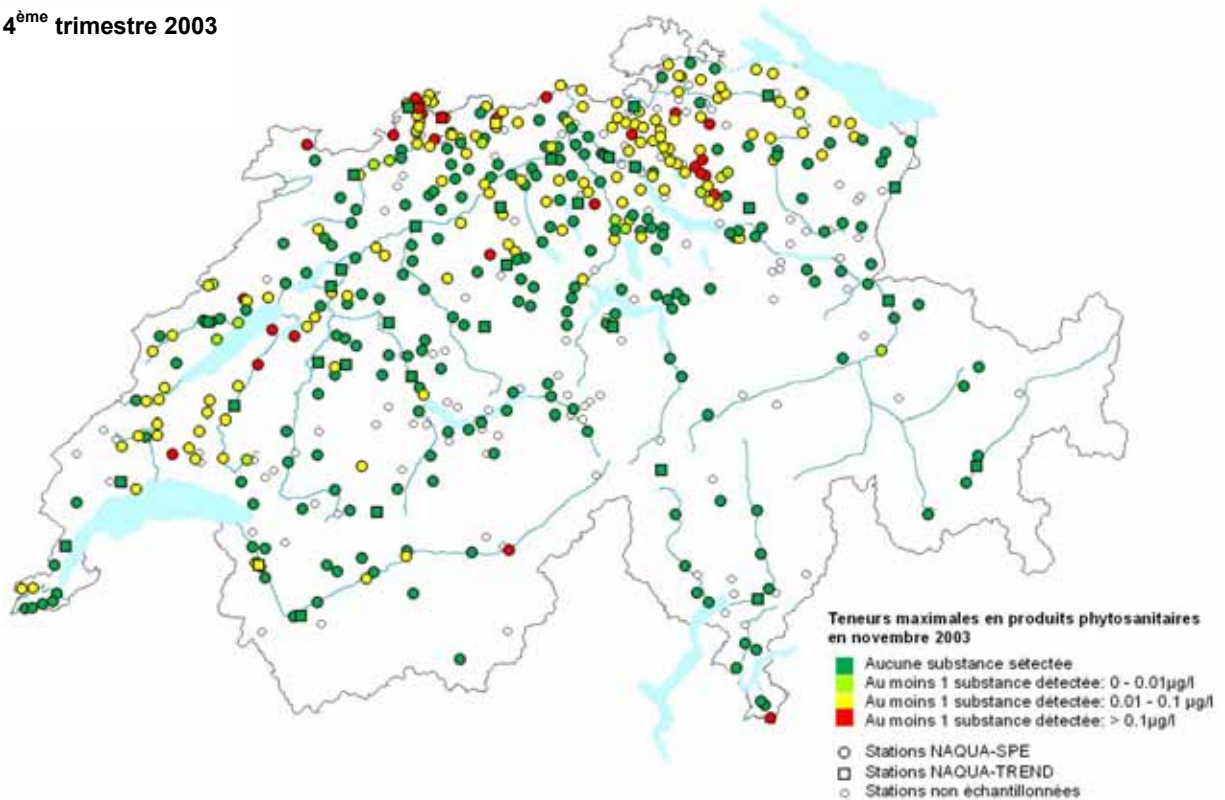 4ème trimestre 2003
Teneurs maximales en produits phytosanitaires
en novembre 2003
Aucune substance sétectée
Au moins 1 substance détectée: 0 - 0.01µg/l
Au moins 1 substance détectée: 0.01 - 0.1 µg/l
Au moins 1 substance détectée: > 0.1µg/l
Stations NAQUA-SPE
Stations NAQUA-TREND
Stations non échantillonnées